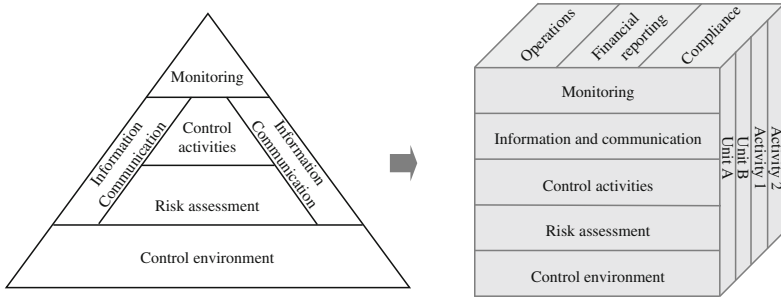 Monitoring
Information
Communication
Control
activities
Information
Communication
Risk assessment
Control environment
Operations
Financial
reporting
Compliance
Monitoring
Information and communication
Control activities
Risk assessment
Control environment
Unit A
Unit B
Activity 1
Activity 2